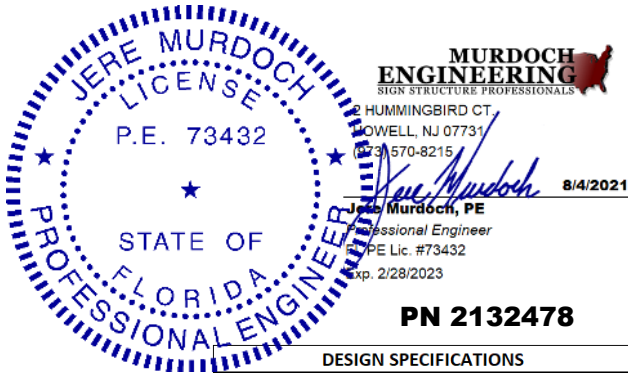 JERE MURDOCH
LICENSE
P.E. 73432
STATE OF
FLORIDA
PROFESSIONAL ENGINEER
MURDOCH
ENGINEERING
SIGN STRUCTURE PROFESSIONALS
2 HUMMINGBIRD CT.
HOWELL, NJ 07731
(973) 570-8215
Jere Murdoch
8/4/2021
Jere Murdoch, PE
Professional Engineer
FL PE Lic. #73432
Exp. 2/28/2023
PN 2132478
DESIGN SPECIFICATIONS